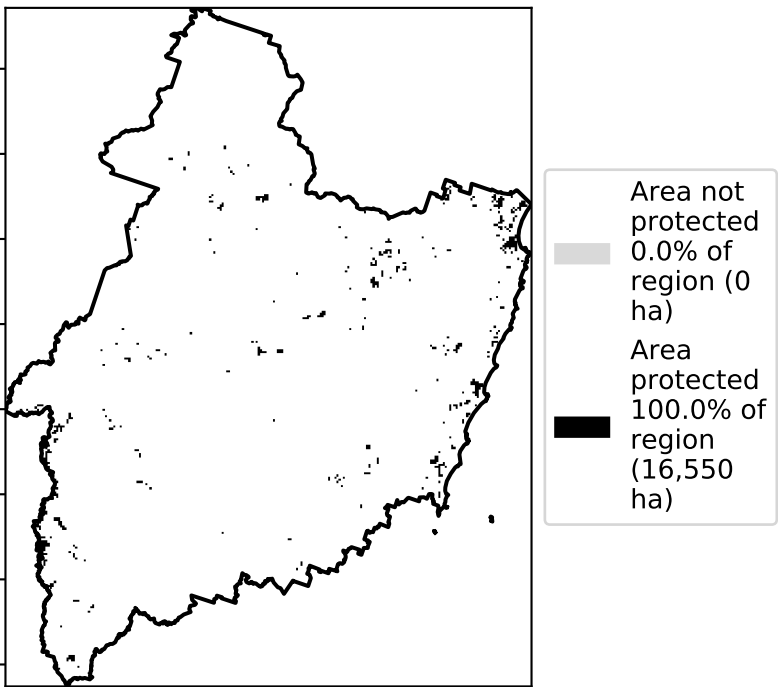 Area not
protected
0.0% of
region (0
ha)
Area
protected
100.0% of
region
(16,550
ha)